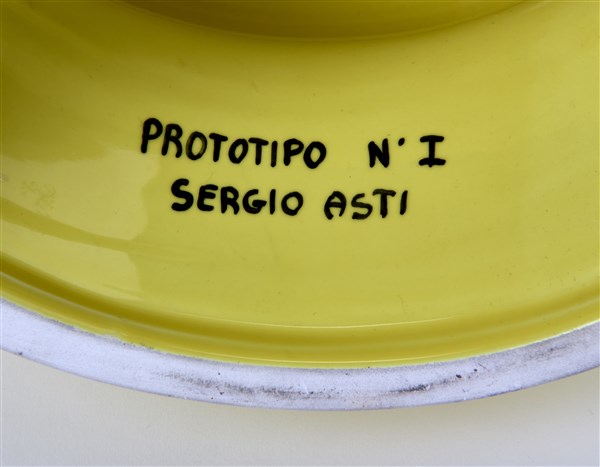 PROTOTIPO N' I
SERGIO ASTI